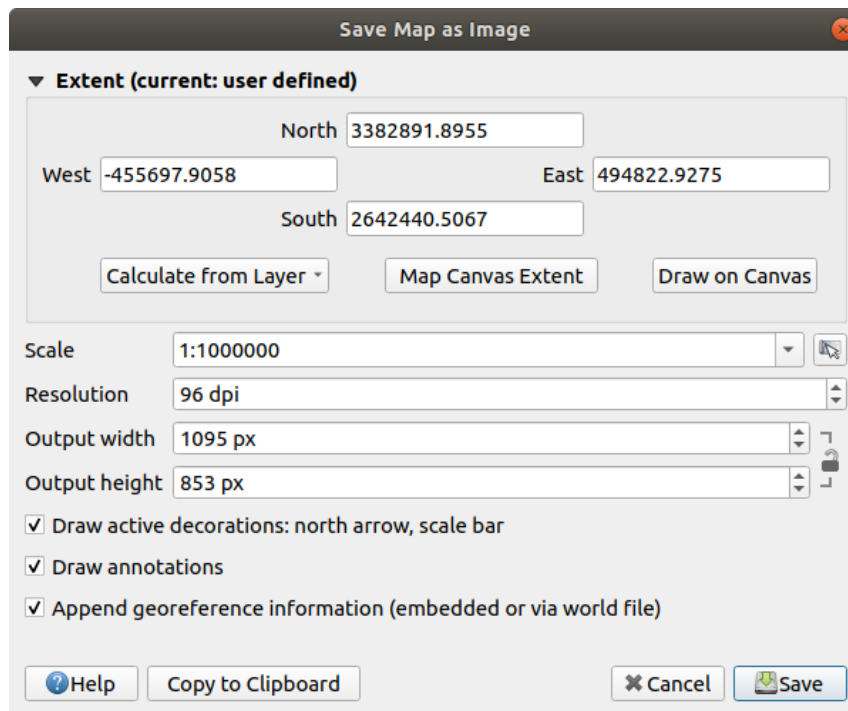 Save Map as Image
Extent (current: user defined)
North 3382891.8955
West -455697.9058 East 494822.9275
South 2642440.5067
Calculate from Layer Map Canvas Extent Draw on Canvas
Scale 1:1000000
Resolution 96 dpi
Output width 1095 px
Output height 853 px
Draw active decorations: north arrow, scale bar
Draw annotations
Append georeference information (embedded or via world file)
Help Copy to Clipboard Cancel Save